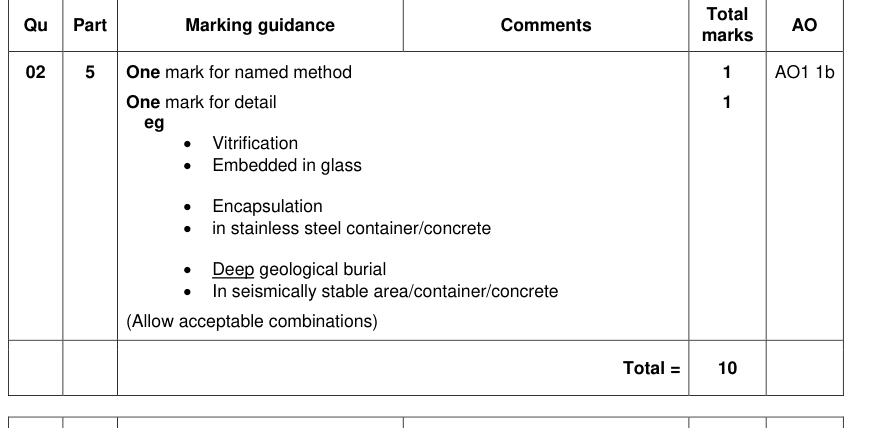 Qu Part Marking guidance Comments Total marks AO
02 5 One mark for named method 1 AO1 1b
One mark for detail 1
eg
• Vitrification
• Embedded in glass
• Encapsulation
• in stainless steel container/concrete
• Deep geological burial
• In seismically stable area/container/concrete
(Allow acceptable combinations)
Total = 10